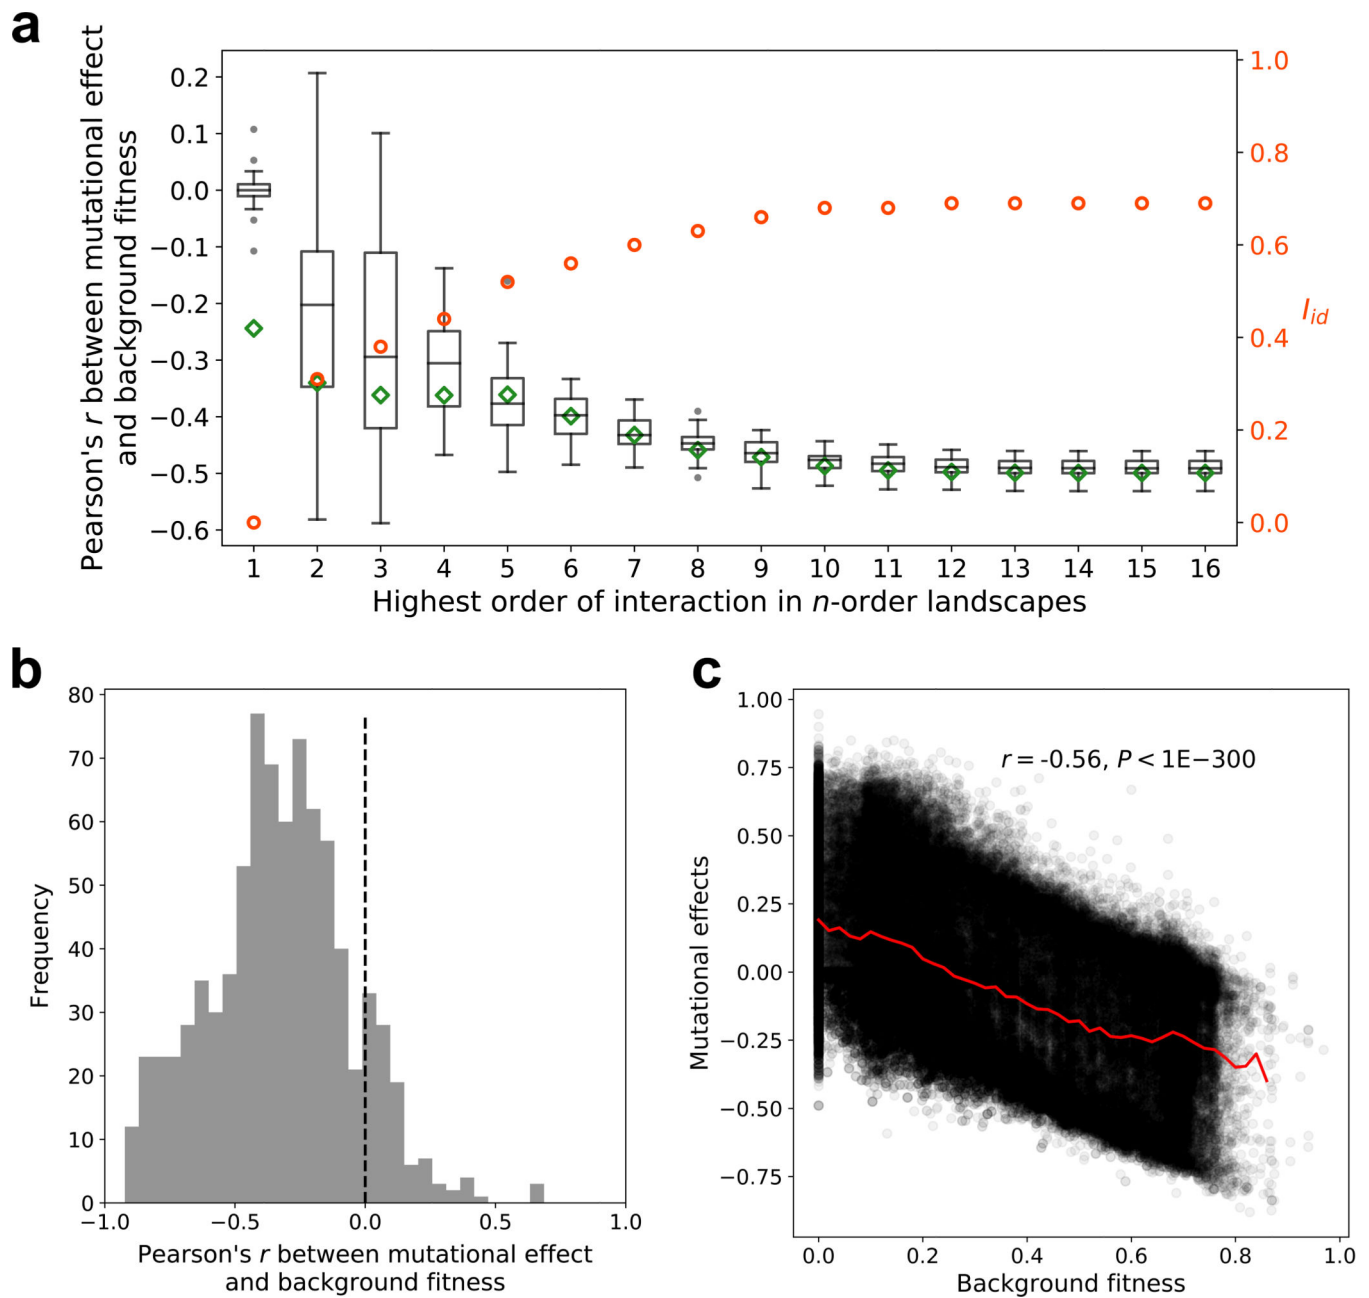 a
Pearson's r between mutational effect
and background fitness
0.2
0.1
0.0
−0.1
−0.2
−0.3
−0.4
−0.5
−0.6
1.0
0.8
0.6
0.4
0.2
0.0
I_id
1 2 3 4 5 6 7 8 9 10 11 12 13 14 15 16
Highest order of interaction in n-order landscapes
b
Frequency
80
70
60
50
40
30
20
10
0
−1.0 −0.5 0.0 0.5 1.0
Pearson's r between mutational effect
and background fitness
c
Mutational effects
1.00
0.75
0.50
0.25
0.00
−0.25
−0.50
−0.75
r = -0.56, P < 1E−300
0.0 0.2 0.4 0.6 0.8 1.0
Background fitness